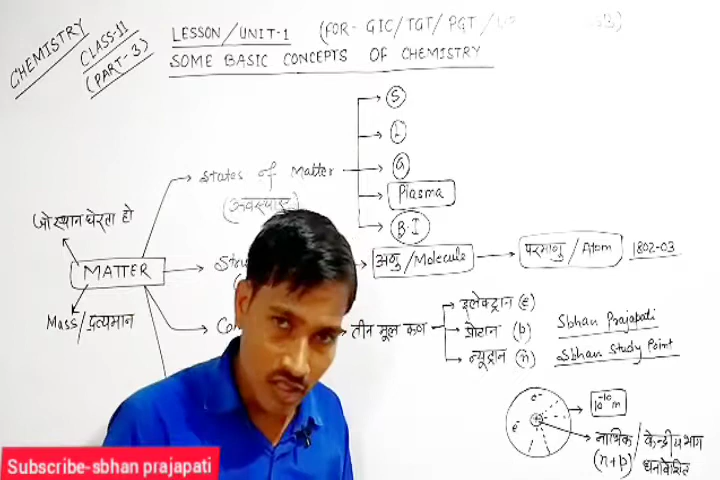 CHEMISTRY
CLASS-11
(PART-3)
LESSON/UNIT-1 (FOR- GIC/TGT/PGT/
SOME BASIC CONCEPTS OF CHEMISTRY
S
L
States of Matter
G
(अवस्थाएं)
Plasma
B.I
जो स्थान घेरता हो
MATTER
अणु/Molecule
परमाणु/Atom 1802-03
Mass/द्रव्यमान
तीन मूल कण
इलेक्ट्रान (e)
प्रोटान (p)
न्यूट्रान (n)
Sbhan Prajapati
Sbhan Study Point
e⁻
e⁻
+
10⁻¹⁰m
नाभिक/केन्द्रीय भाग
(n+p) धनावेशित
Subscribe-sbhan prajapati